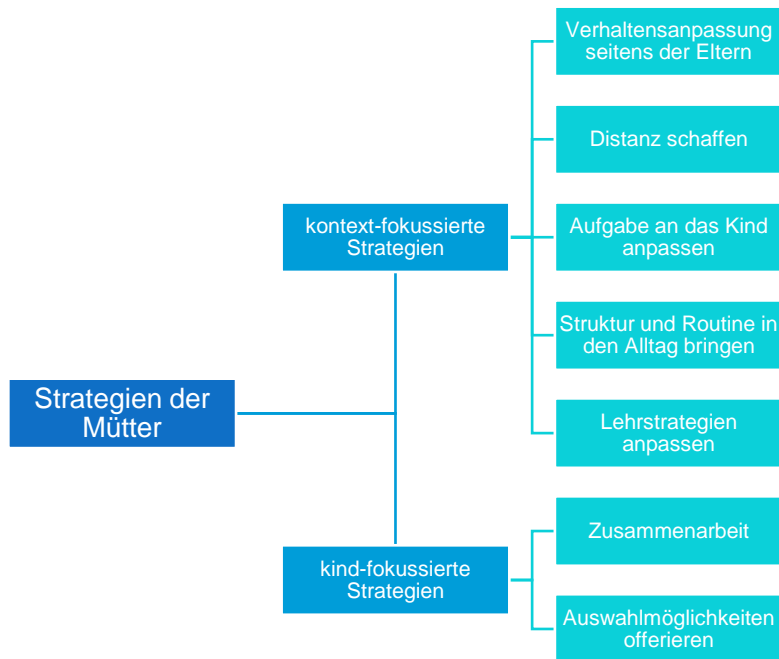 Strategien der
Mütter
kontext-fokussierte
Strategien
Verhaltensanpassung
seitens der Eltern
Distanz schaffen
Aufgabe an das Kind
anpassen
Struktur und Routine in
den Alltag bringen
Lehrstrategien
anpassen
kind-fokussierte
Strategien
Zusammenarbeit
Auswahlmöglichkeiten
offerieren